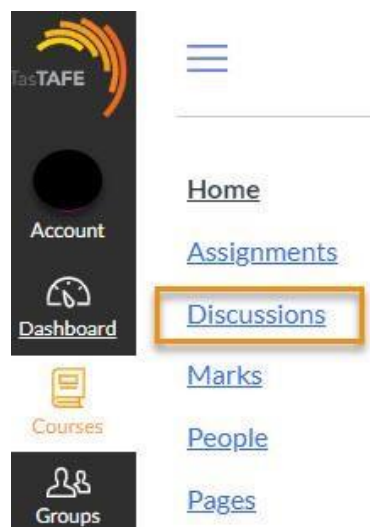 TasTAFE
Account
Dashboard
Courses
Groups
Home
Assignments
Discussions
Marks
People
Pages